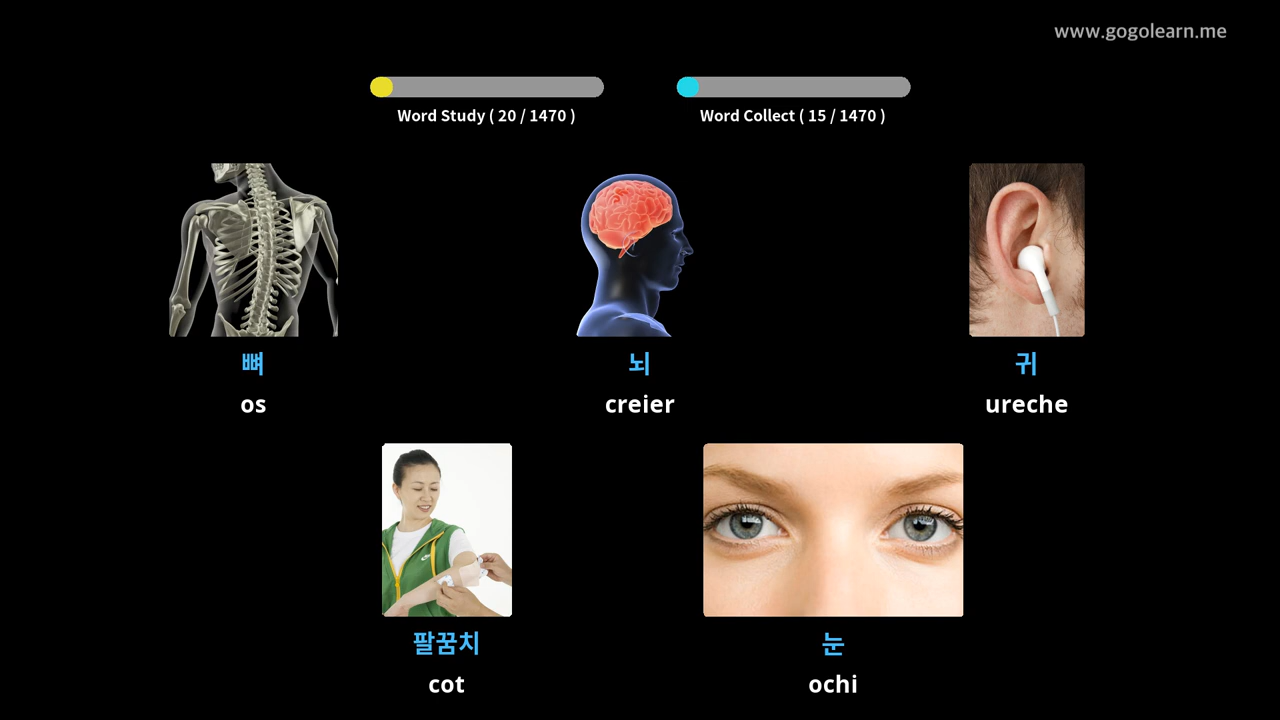 www.gogolearn.me
Word Study ( 20 / 1470 )
Word Collect ( 15 / 1470 )
뼈
os
뇌
creier
귀
ureche
팔꿈치
cot
눈
ochi